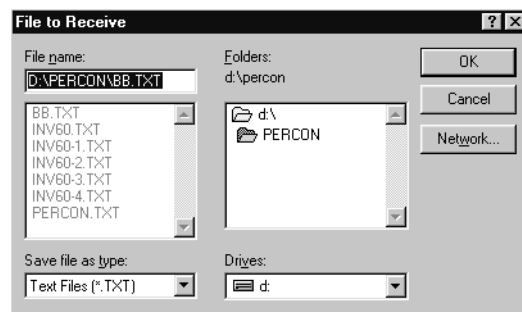 File to Receive
File name:
D:\PERCON\BB.TXT
BB.TXT
INV60.TXT
INV60-1.TXT
INV60-2.TXT
INV60-3.TXT
INV60-4.TXT
PERCON.TXT
Save file as type:
Text Files (*.TXT)
Folders:
d:\percon
d:\
PERCON
Drives:
d:
OK
Cancel
Network...